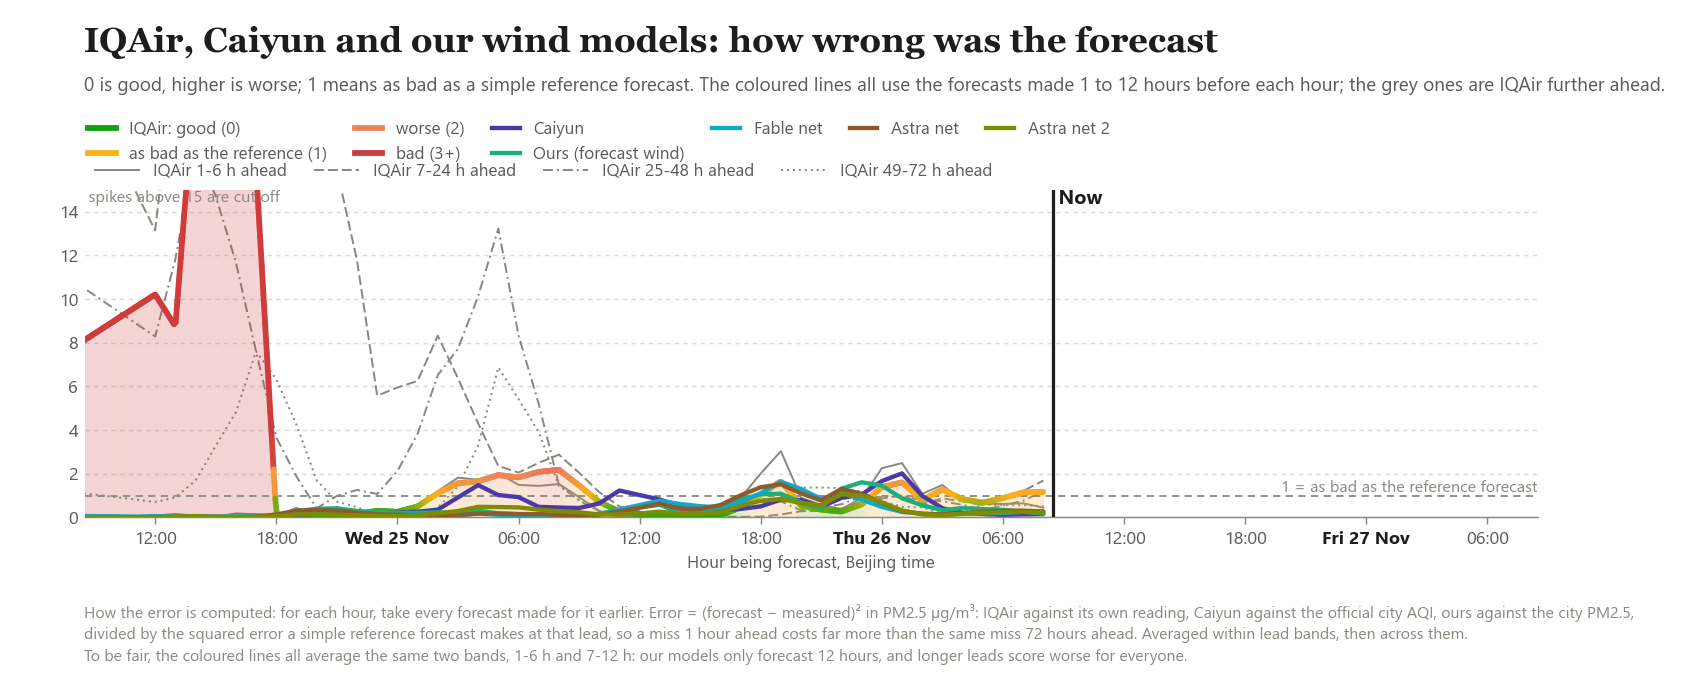 IQAir, Caiyun and our wind models: how wrong was the forecast
0 is good, higher is worse; 1 means as bad as a simple reference forecast. The coloured lines all use the forecasts made 1 to 12 hours before each hour; the grey ones are IQAir further ahead.
IQAir: good (0) worse (2) Caiyun Fable net Astra net Astra net 2
as bad as the reference (1) bad (3+) Ours (forecast wind)
IQAir 1-6 h ahead IQAir 7-24 h ahead IQAir 25-48 h ahead IQAir 49-72 h ahead
spikes above 15 are cut off
Now
14
12
10
8
6
4
2
0
1 = as bad as the reference forecast
12:00 18:00 Wed 25 Nov 06:00 12:00 18:00 Thu 26 Nov 06:00 12:00 18:00 Fri 27 Nov 06:00
Hour being forecast, Beijing time
How the error is computed: for each hour, take every forecast made for it earlier. Error = (forecast − measured)² in PM2.5 µg/m³: IQAir against its own reading, Caiyun against the official city AQI, ours against the city PM2.5,
divided by the squared error a simple reference forecast makes at that lead, so a miss 1 hour ahead costs far more than the same miss 72 hours ahead. Averaged within lead bands, then across them.
To be fair, the coloured lines all average the same two bands, 1-6 h and 7-12 h: our models only forecast 12 hours, and longer leads score worse for everyone.